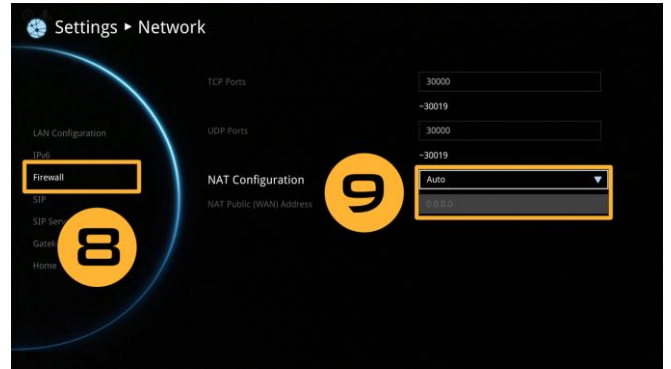 Settings ▸ Network
TCP Ports
30000
~30019
LAN Configuration
UDP Ports
30000
IPv6
~30019
Firewall
NAT Configuration
Auto
SIP
NAT Public (WAN) Address
0.0.0.0
9
SIP
8
Home